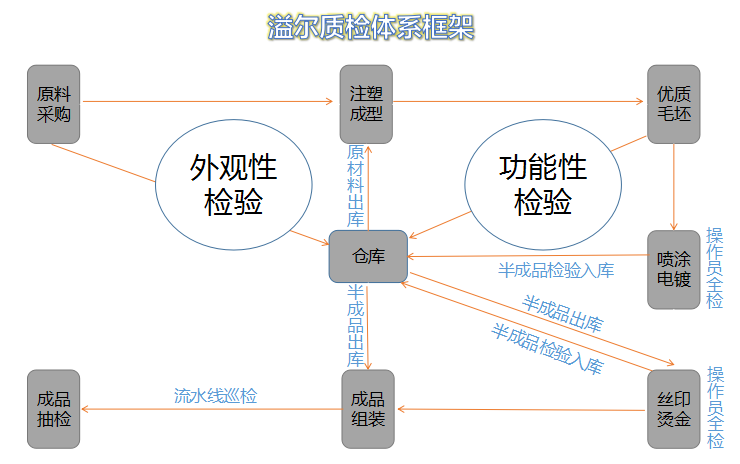 溢尔质检体系框架
原料
采购
注塑
成型
优质
毛坯
外观性
检验
原材料出库
功能性
检验
仓库
半成品检验入库
喷涂
电镀
操作员全检
半成品出库
半成品出库
半成品检验入库
成品
抽检
流水线巡检
成品
组装
丝印
烫金
操作员全检